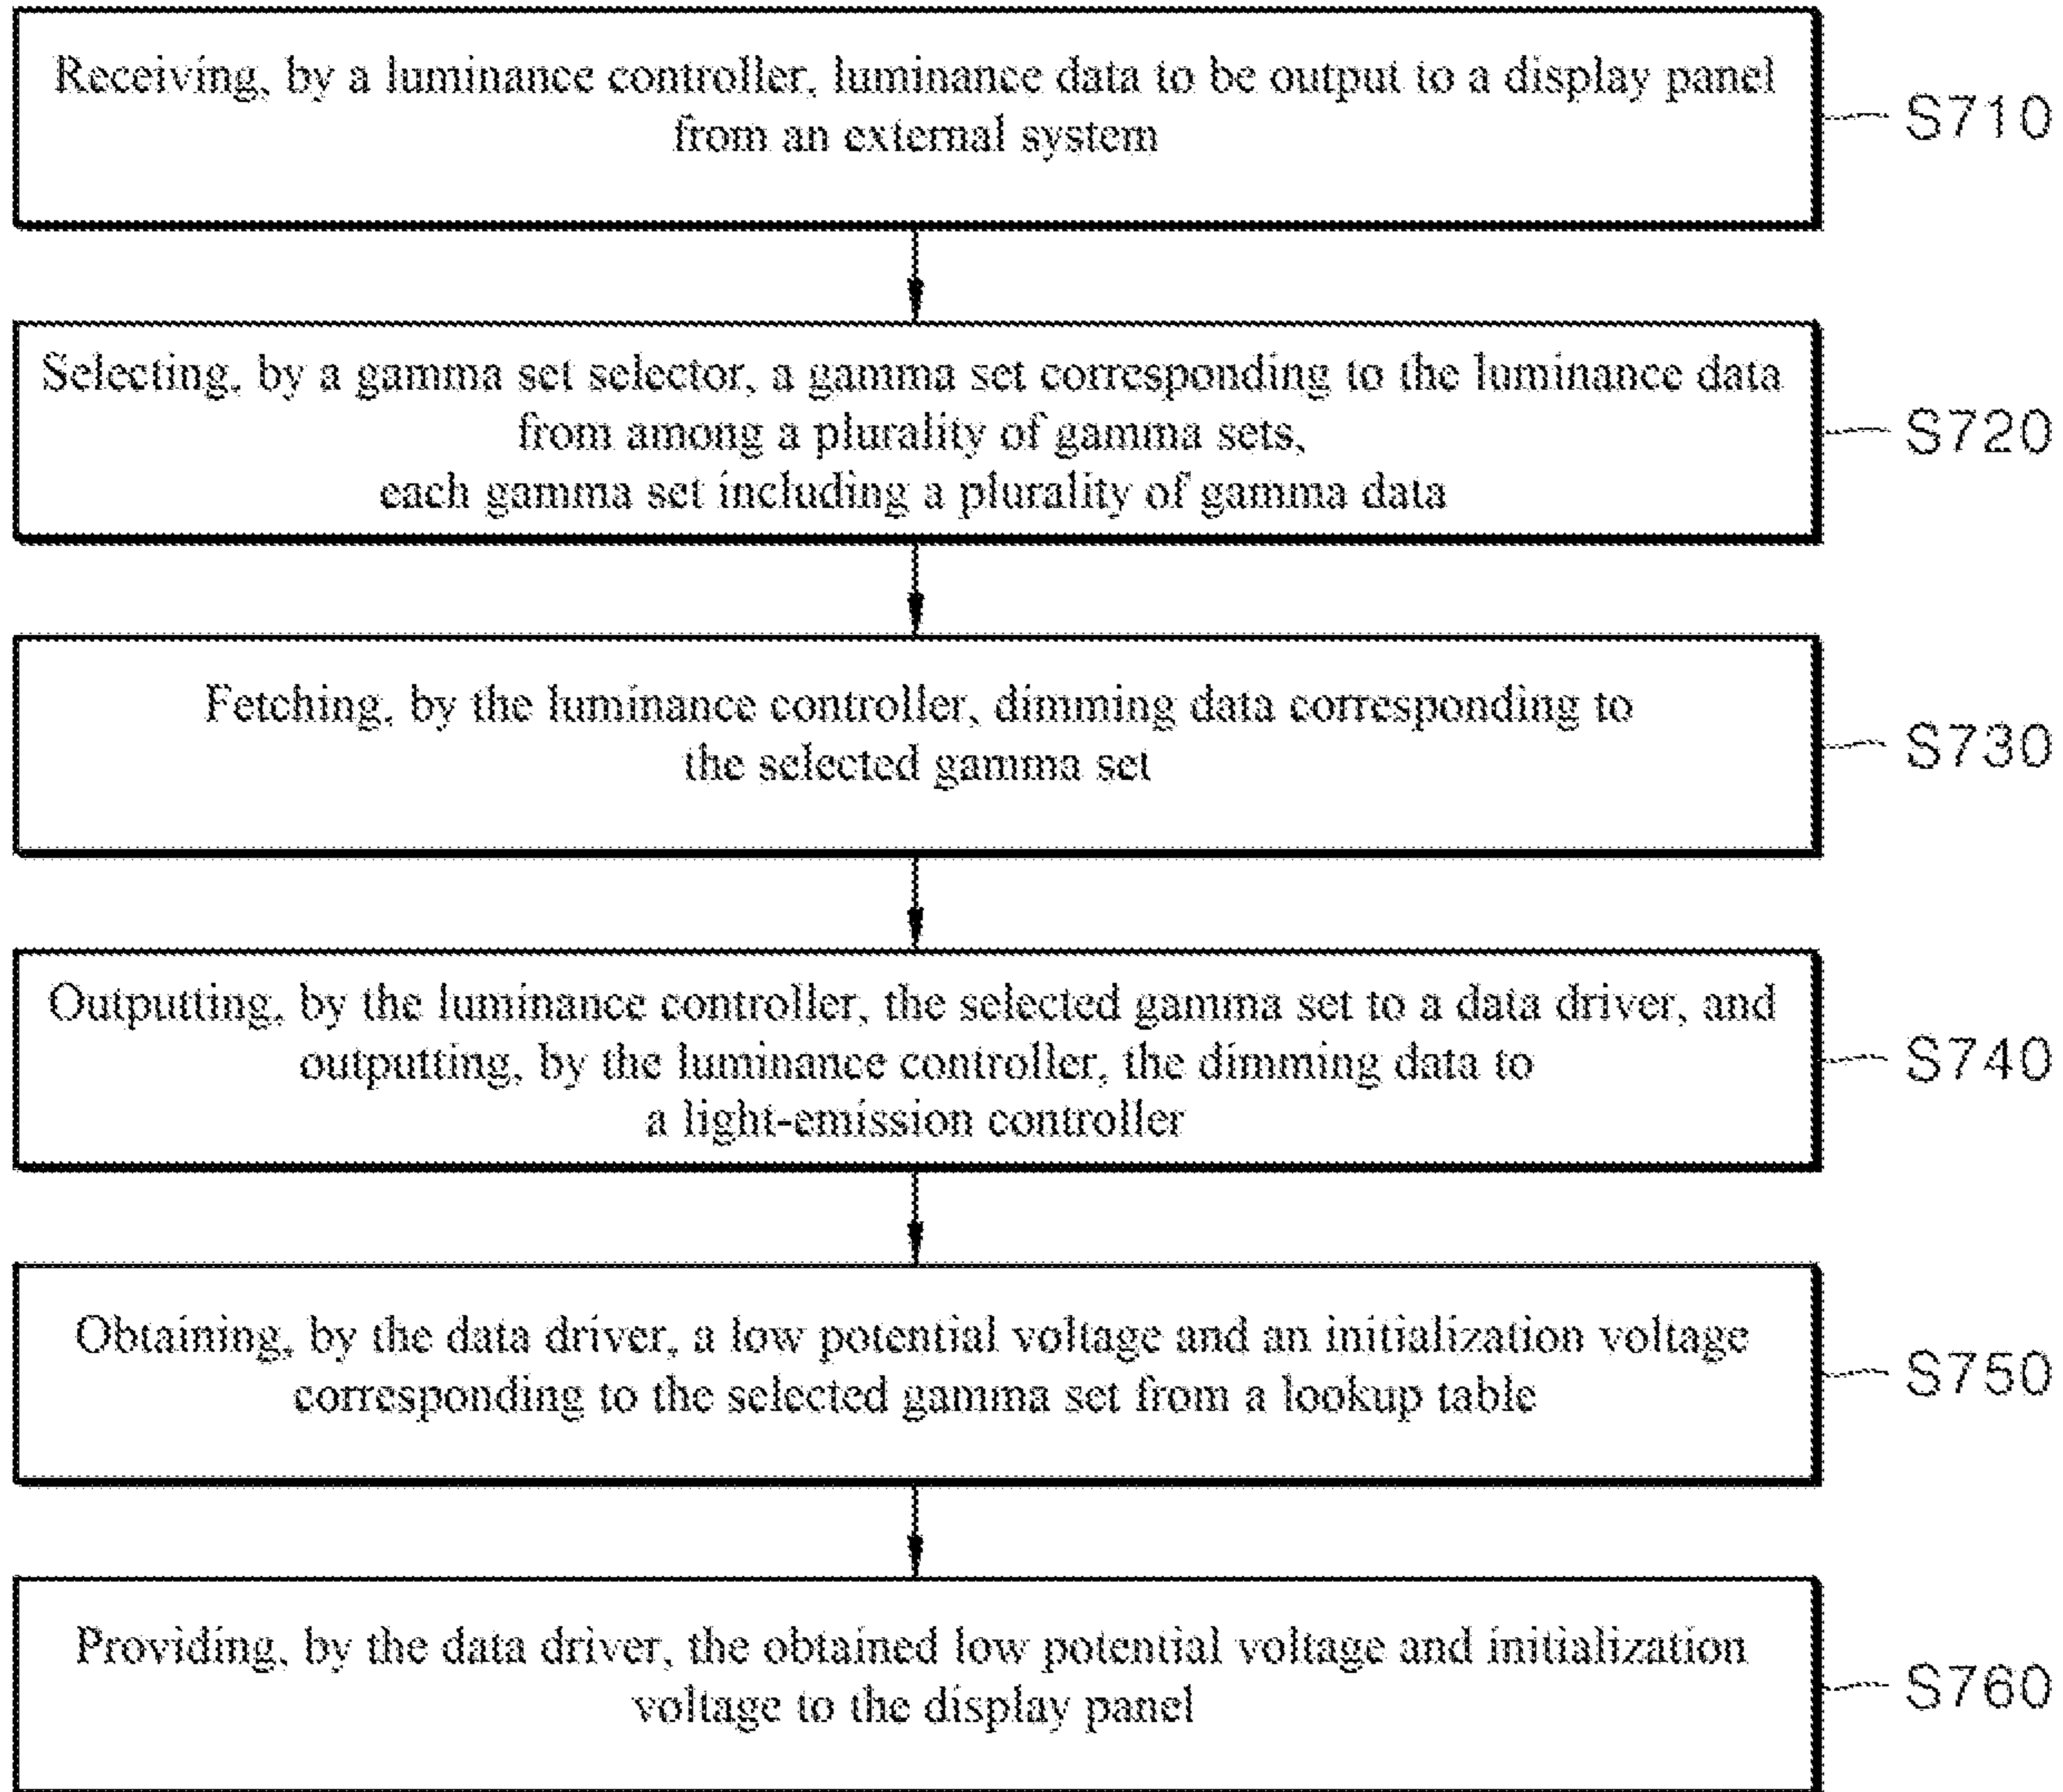 Receiving, by a luminance controller, luminance data to be output to a display panel
from an external system
S710
Selecting, by a gamma set selector, a gamma set corresponding to the luminance data
from among a plurality of gamma sets,
each gamma set including a plurality of gamma data
S720
Fetching, by the luminance controller, dimming data corresponding to
the selected gamma set
S730
Outputting, by the luminance controller, the selected gamma set to a data driver, and
outputting, by the luminance controller, the dimming data to
a light-emission controller
S740
Obtaining, by the data driver, a low potential voltage and an initialization voltage
corresponding to the selected gamma set from a lookup table
S750
Providing, by the data driver, the obtained low potential voltage and initialization
voltage to the display panel
S760